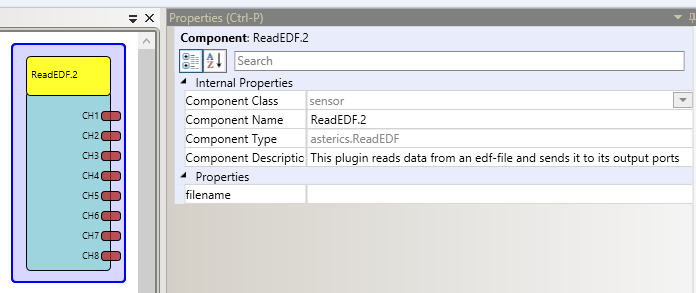 Properties (Ctrl-P)
Component: ReadEDF.2
Search
Internal Properties
Component Class sensor
Component Name ReadEDF.2
Component Type asterics.ReadEDF
Component Descriptio This plugin reads data from an edf-file and sends it to its output ports
Properties
filename
ReadEDF.2
CH1
CH2
CH3
CH4
CH5
CH6
CH7
CH8